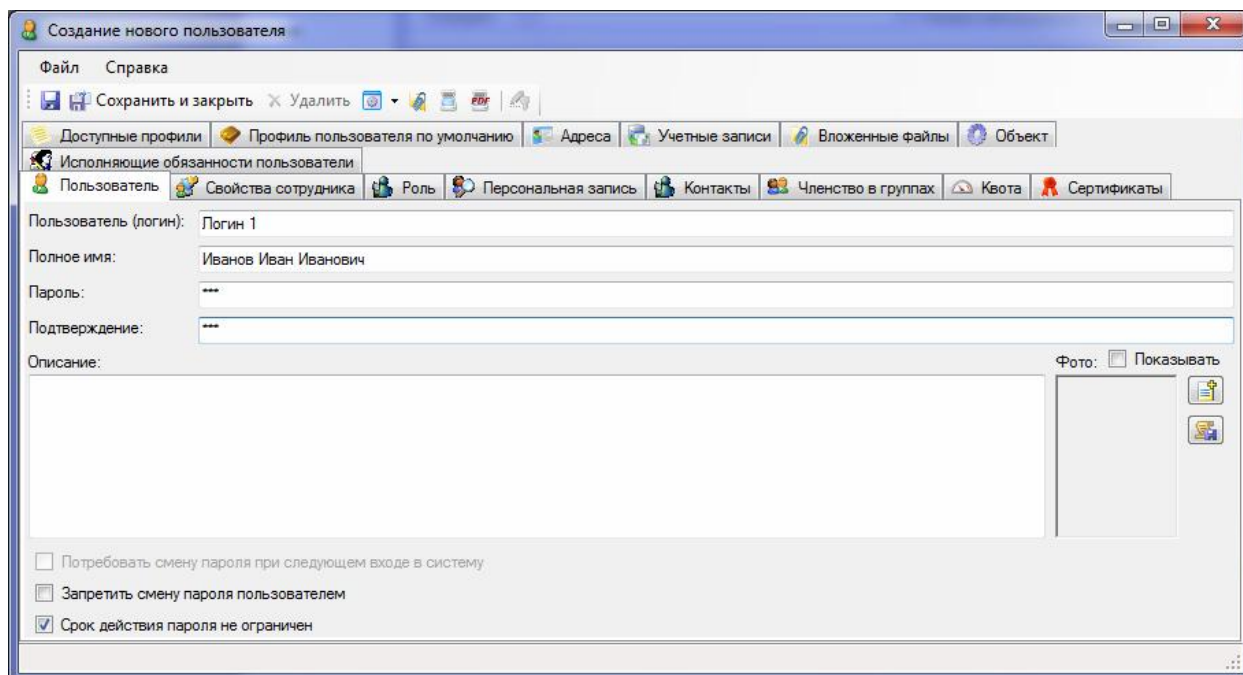 Создание нового пользователя
Файл Справка
Сохранить и закрыть Удалить PDF
Доступные профили Профиль пользователя по умолчанию Адреса Учетные записи Вложенные файлы Объект
Исполняющие обязанности пользователи
Пользователь Свойства сотрудника Роль Персональная запись Контакты Членство в группах Квота Сертификаты
Пользователь (логин): Логин 1
Полное имя: Иванов Иван Иванович
Пароль: ***
Подтверждение: ***
Описание: Фото: Показывать
Потребовать смену пароля при следующем входе в систему
Запретить смену пароля пользователем
Срок действия пароля не ограничен